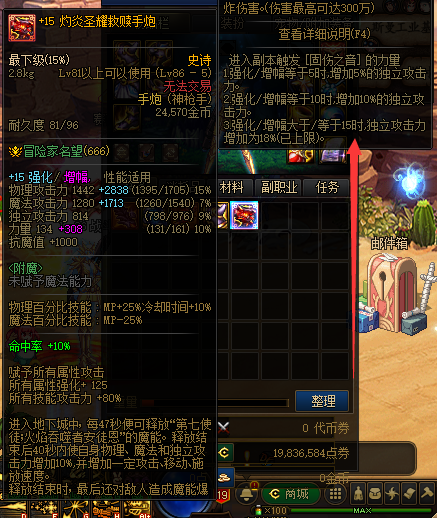 +15 灼炎圣耀救赎手炮
最下级(15%)
史诗
2.8kg
Lv81以上可以使用 (Lv86 - 5)
无法交易
手炮 (神枪手)
24,570金币
耐久度 81/96
冒险家名望(666)
+15 强化/增幅, 性能适用
物理攻击力 1442 +2838 (1395/1705) 15%
魔法攻击力 1280 +1713 (1260/1540) 7%
独立攻击力 814 (798/976) 9%
力量 134 +308 (131/161) 10%
抗魔值 +1000
<附魔>
未赋予魔法能力
物理百分比技能 : MP+25%冷却时间+10%
魔法百分比技能 : MP-25%
命中率 +10%
赋予所有属性攻击
所有属性强化+ 125
所有技能攻击力 +80%
进入地下城中, 每47秒便可释放“第七使
徒;火焰吞噬者安徒恩”的魔能。释放结
束后40秒内使自身物理、魔法和独立攻
击力增加10%,并增加一定攻击、移动、施
放速度。
释放结束时,最后还对敌人造成魔能爆
炸伤害。(伤害最高可达300万)
查看详细说明(F4)
进入副本触发 [固伤之音] 的力量
1.强化/增幅等于5时,增加5%的独立攻击
力
2.强化/增幅等于10时,增加10%的独立攻
击力。
3.强化/增幅大于/等于15时,独立攻击力
增加为18%(已上限)。
材料
副职业
任务
邮件箱
整理
0 代币券
19,836,584点券
0金币
19
商城
×100
MAX